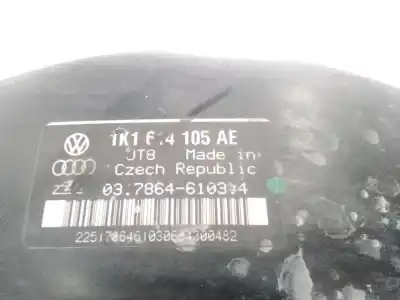 1K1 614 105 AE
JT8 Made in
Czech Republic
03.7864-6103.4